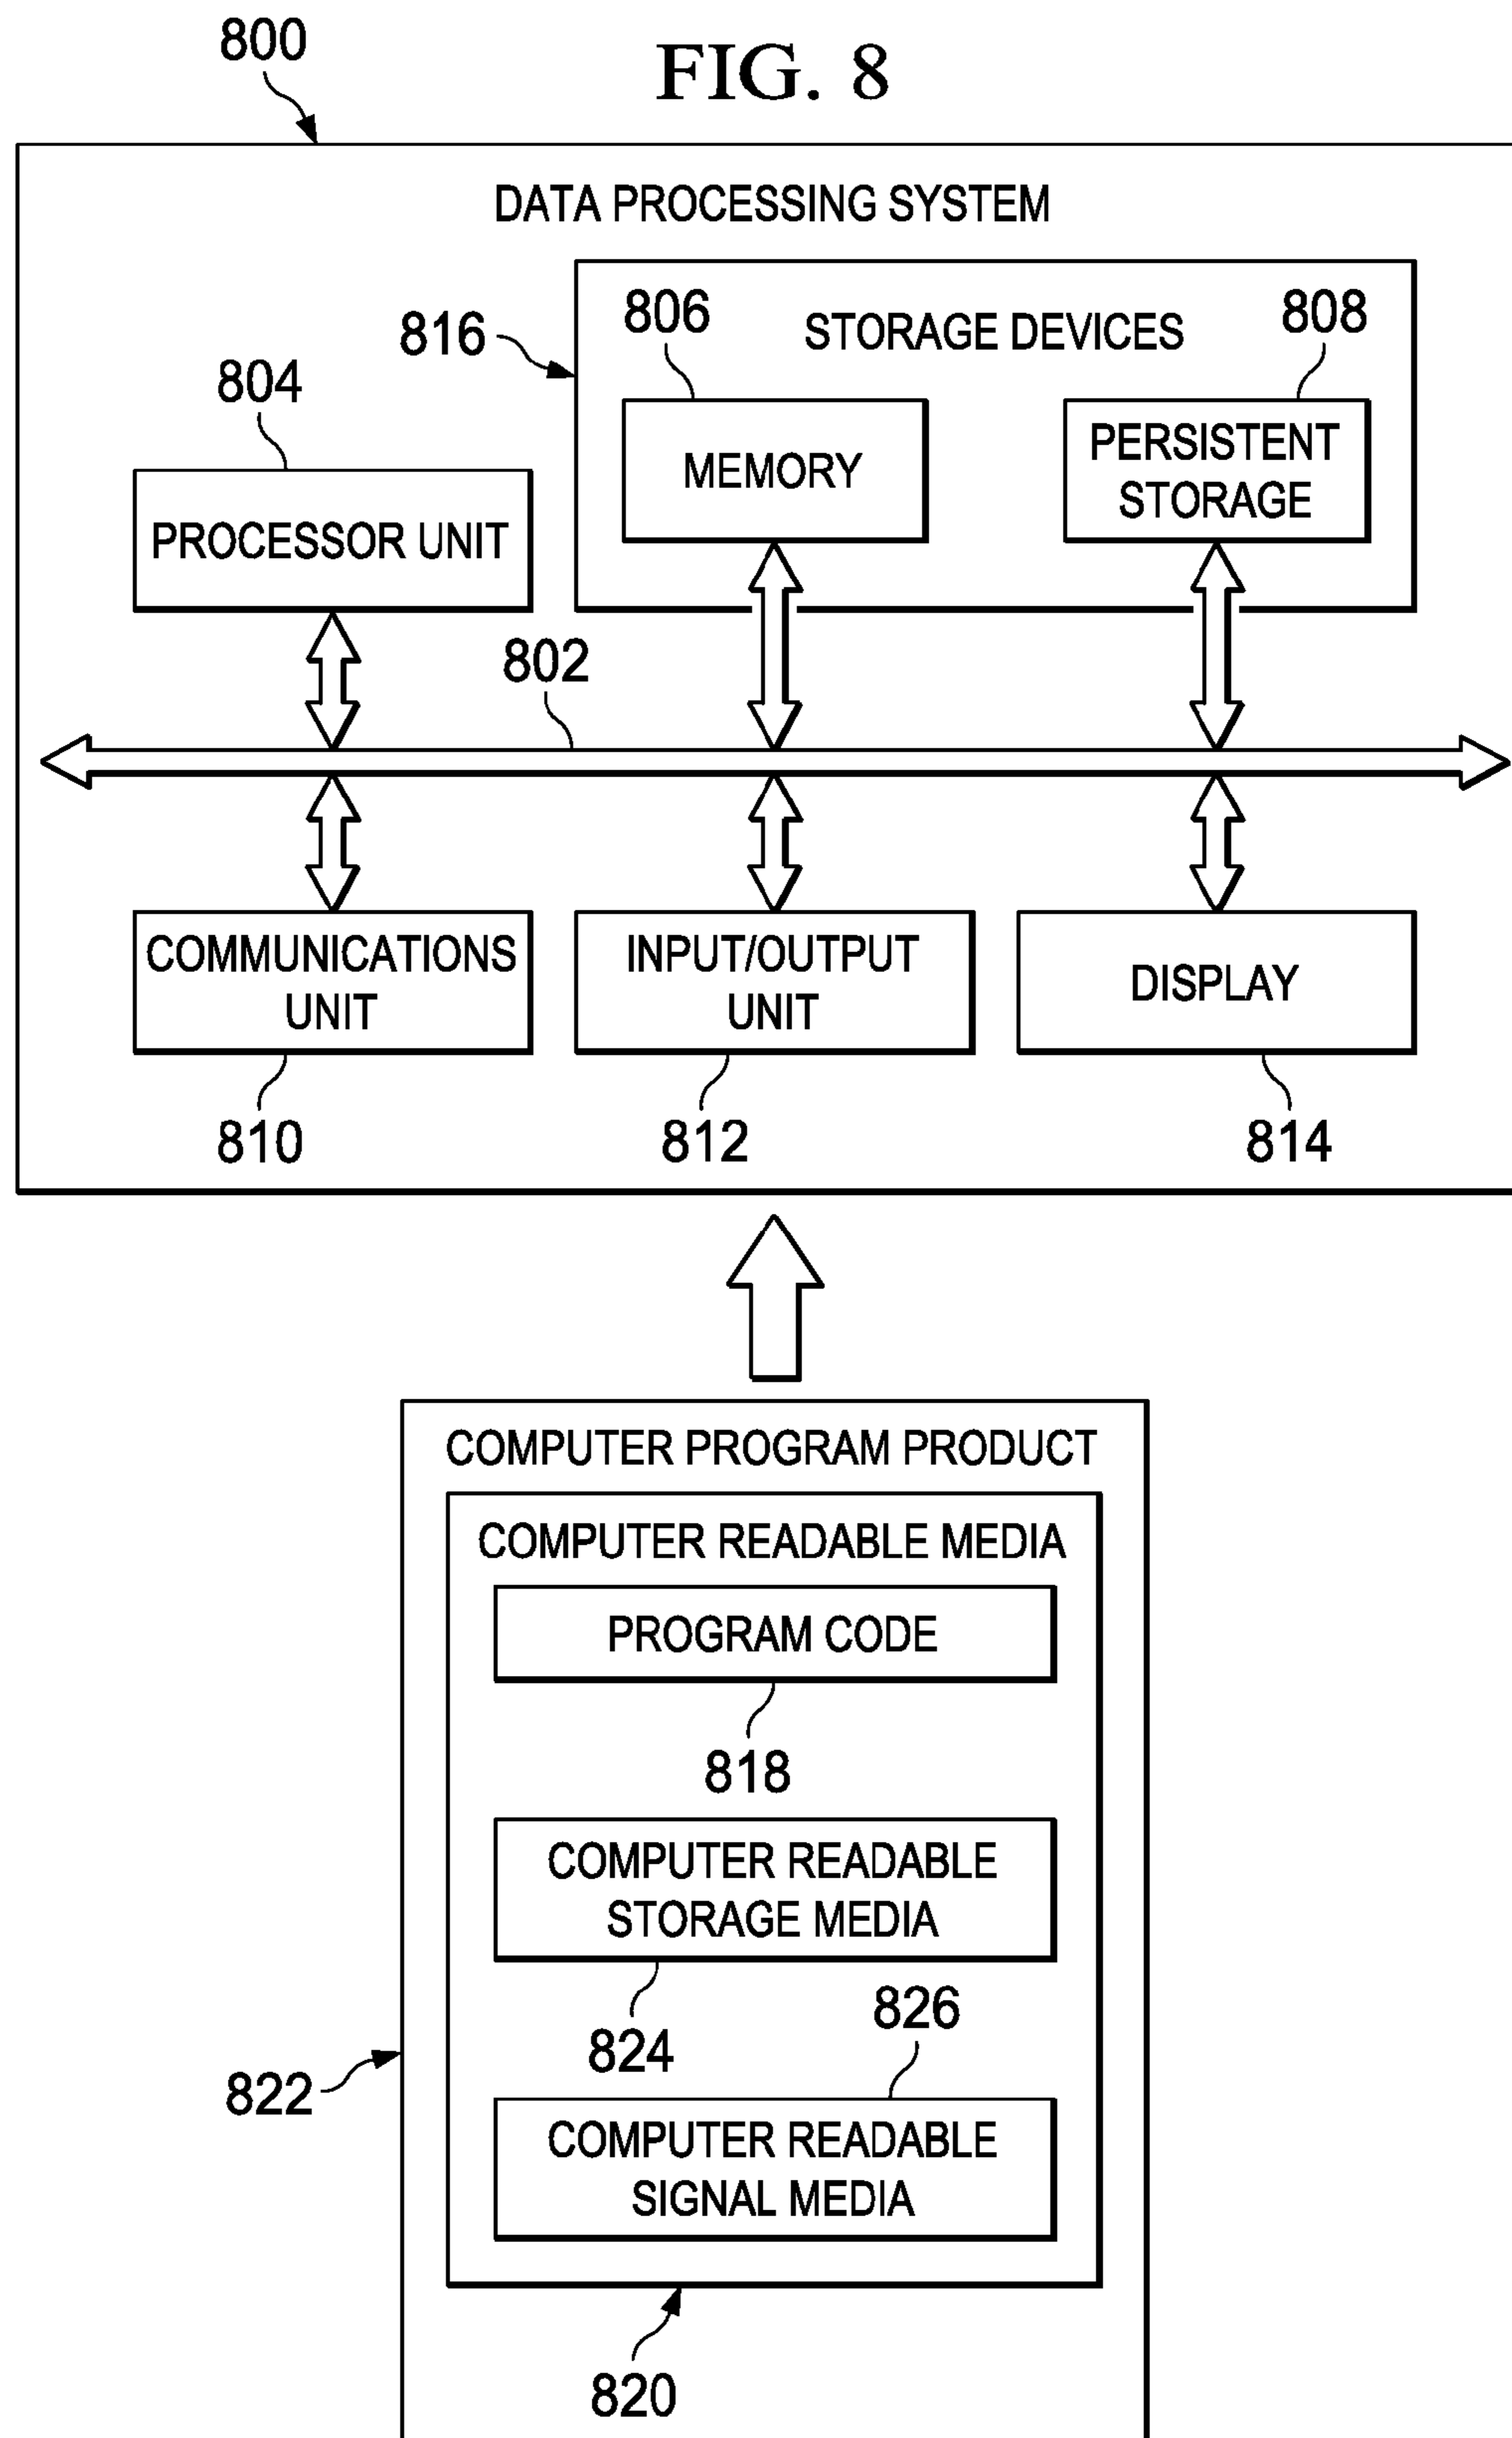 800
FIG. 8
DATA PROCESSING SYSTEM
816
806
STORAGE DEVICES
808
804
MEMORY
PERSISTENT
STORAGE
PROCESSOR UNIT
802
COMMUNICATIONS
UNIT
INPUT/OUTPUT
UNIT
DISPLAY
810
812
814
COMPUTER PROGRAM PRODUCT
COMPUTER READABLE MEDIA
PROGRAM CODE
818
COMPUTER READABLE
STORAGE MEDIA
824
826
822
COMPUTER READABLE
SIGNAL MEDIA
820